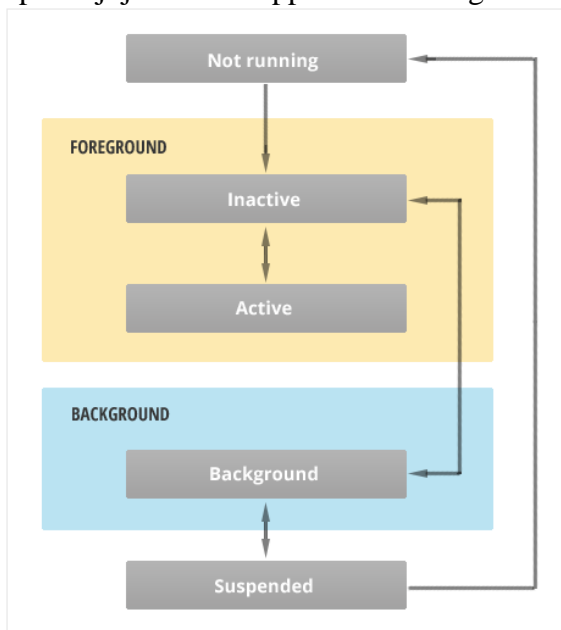 Not running
FOREGROUND
Inactive
Active
BACKGROUND
Background
Suspended